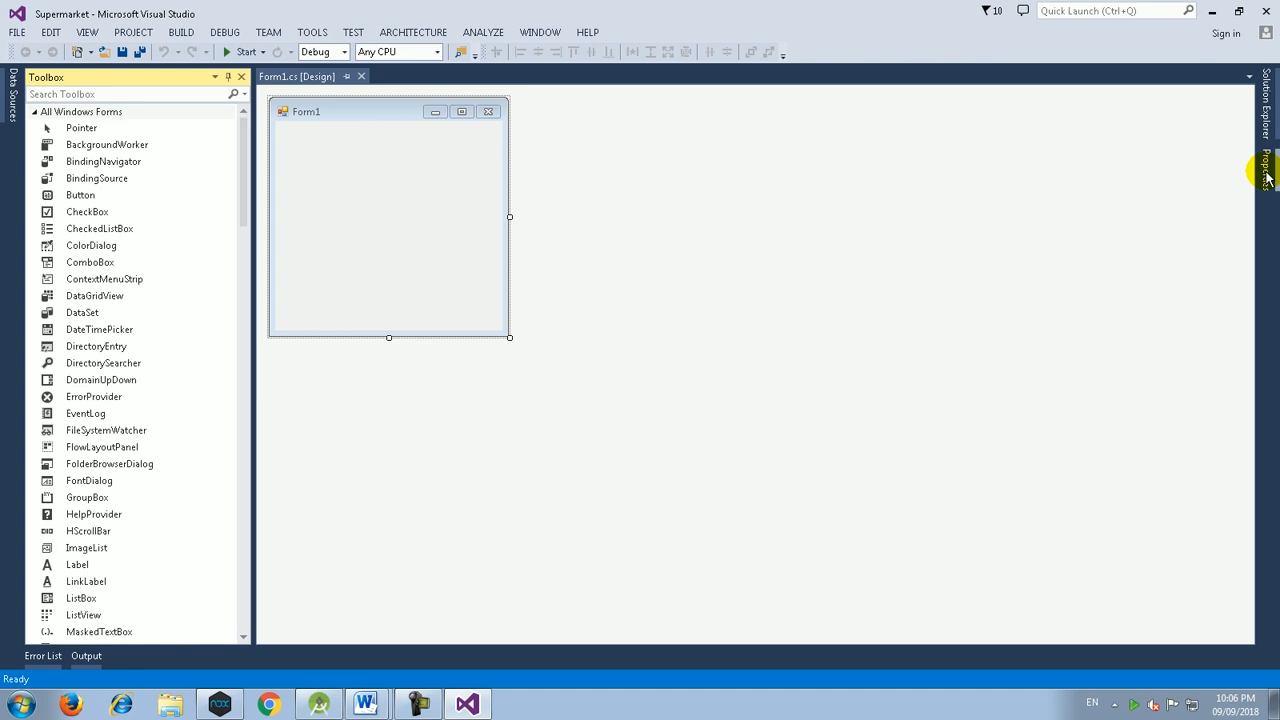 Supermarket - Microsoft Visual Studio
10
Quick Launch (Ctrl+Q)
FILE EDIT VIEW PROJECT BUILD DEBUG TEAM TOOLS TEST ARCHITECTURE ANALYZE WINDOW HELP
Sign in
Start Debug Any CPU
Data Sources
Toolbox
Search Toolbox
All Windows Forms
Pointer
BackgroundWorker
BindingNavigator
BindingSource
Button
CheckBox
CheckedListBox
ColorDialog
ComboBox
ContextMenuStrip
DataGridView
DataSet
DateTimePicker
DirectoryEntry
DirectorySearcher
DomainUpDown
ErrorProvider
EventLog
FileSystemWatcher
FlowLayoutPanel
FolderBrowserDialog
FontDialog
GroupBox
HelpProvider
HScrollBar
ImageList
Label
LinkLabel
ListBox
ListView
MaskedTextBox
Form1.cs [Design]
Form1
Solution Explorer
Properties
Error List Output
Ready
nox
EN
10:06 PM
09/09/2018